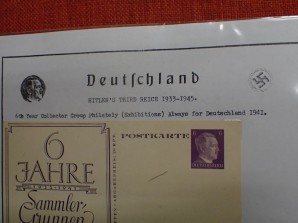 Deutschland
HITLER'S THIRD REICH 1933-1945.
6th Year Collector Group Philately (Exhibitions) Always for Deutschland 1941.
6
JAHRE
Sammler-
gruppen
POSTKARTE
6